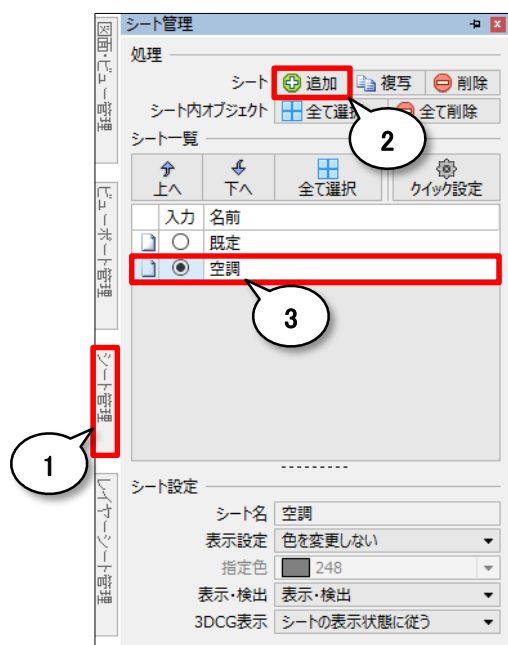 シート管理
図面・ビュー管理
ビューポート管理
シート管理
レイヤーシート管理
処理
シート 追加 複写 削除
シート内オブジェクト 全て選択 全て削除
シート一覧
上へ 下へ 全て選択 クイック設定
入力 名前
既定
空調
シート設定
シート名 空調
表示設定 色を変更しない
指定色 248
表示・検出 表示・検出
3DCG表示 シートの表示状態に従う
1
2
3